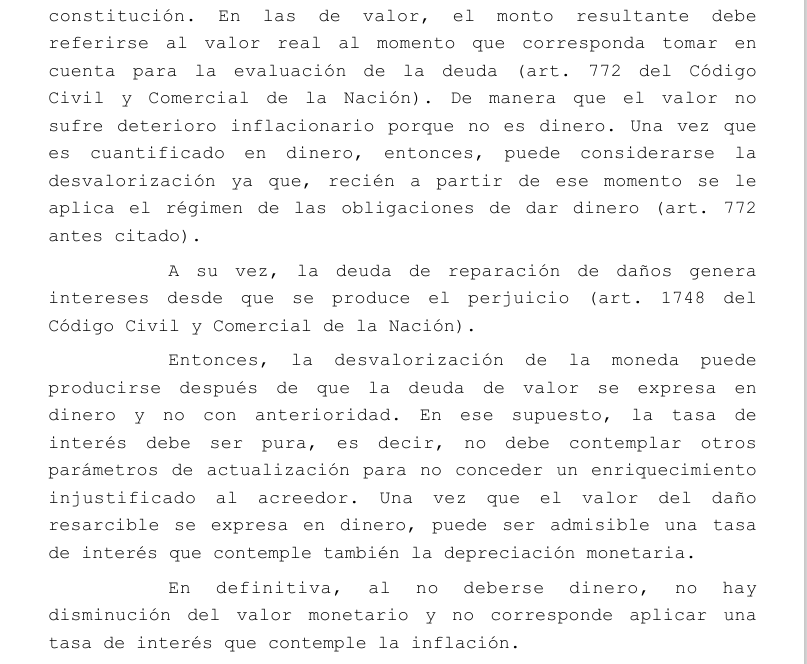 constitución. En las de valor, el monto resultante debe
referirse al valor real al momento que corresponda tomar en
cuenta para la evaluación de la deuda (art. 772 del Código
Civil y Comercial de la Nación). De manera que el valor no
sufre deterioro inflacionario porque no es dinero. Una vez que
es cuantificado en dinero, entonces, puede considerarse la
desvalorización ya que, recién a partir de ese momento se le
aplica el régimen de las obligaciones de dar dinero (art. 772
antes citado).
A su vez, la deuda de reparación de daños genera
intereses desde que se produce el perjuicio (art. 1748 del
Código Civil y Comercial de la Nación).
Entonces, la desvalorización de la moneda puede
producirse después de que la deuda de valor se expresa en
dinero y no con anterioridad. En ese supuesto, la tasa de
interés debe ser pura, es decir, no debe contemplar otros
parámetros de actualización para no conceder un enriquecimiento
injustificado al acreedor. Una vez que el valor del daño
resarcible se expresa en dinero, puede ser admisible una tasa
de interés que contemple también la depreciación monetaria.
En definitiva, al no deberse dinero, no hay
disminución del valor monetario y no corresponde aplicar una
tasa de interés que contemple la inflación.